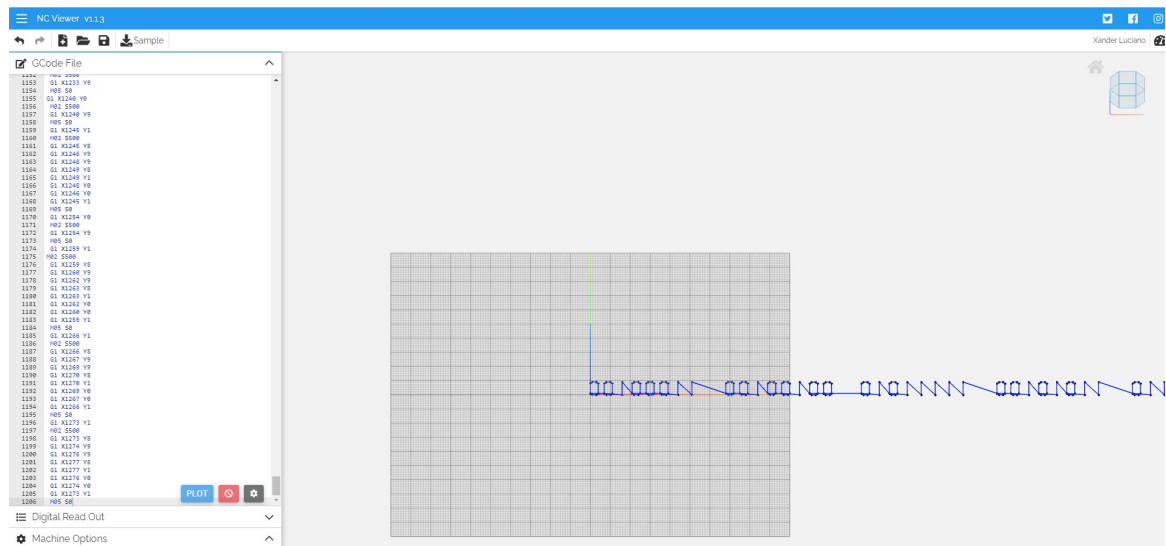 NC Viewer v1.1.3
Sample
Xander Luciano
GCode File
1152 M02 S500
1153 G1 X1233 Y9
1154 M05 S0
1155 G1 X1240 Y0
1156 M02 S500
1157 G1 X1240 Y9
1158 M05 S0
1159 G1 X1245 Y1
1160 M02 S500
1161 G1 X1245 Y8
1162 G1 X1246 Y9
1163 G1 X1248 Y9
1164 G1 X1249 Y8
1165 G1 X1249 Y1
1166 G1 X1248 Y0
1167 G1 X1246 Y0
1168 G1 X1245 Y1
1169 M05 S0
1170 G1 X1254 Y0
1171 M02 S500
1172 G1 X1254 Y9
1173 M05 S0
1174 G1 X1259 Y1
1175 M02 S500
1176 G1 X1259 Y8
1177 G1 X1260 Y9
1178 G1 X1262 Y9
1179 G1 X1263 Y8
1180 G1 X1263 Y1
1181 G1 X1262 Y0
1182 G1 X1260 Y0
1183 G1 X1259 Y1
1184 M05 S0
1185 G1 X1266 Y1
1186 M02 S500
1187 G1 X1266 Y8
1188 G1 X1267 Y9
1189 G1 X1269 Y9
1190 G1 X1270 Y8
1191 G1 X1270 Y1
1192 G1 X1269 Y0
1193 G1 X1267 Y0
1194 G1 X1266 Y1
1195 M05 S0
1196 G1 X1273 Y1
1197 M02 S500
1198 G1 X1273 Y8
1199 G1 X1274 Y9
1200 G1 X1276 Y9
1201 G1 X1277 Y8
1202 G1 X1277 Y1
1203 G1 X1276 Y0
1204 G1 X1274 Y0
1205 G1 X1273 Y1
1206 M05 S0
PLOT
Digital Read Out
Machine Options